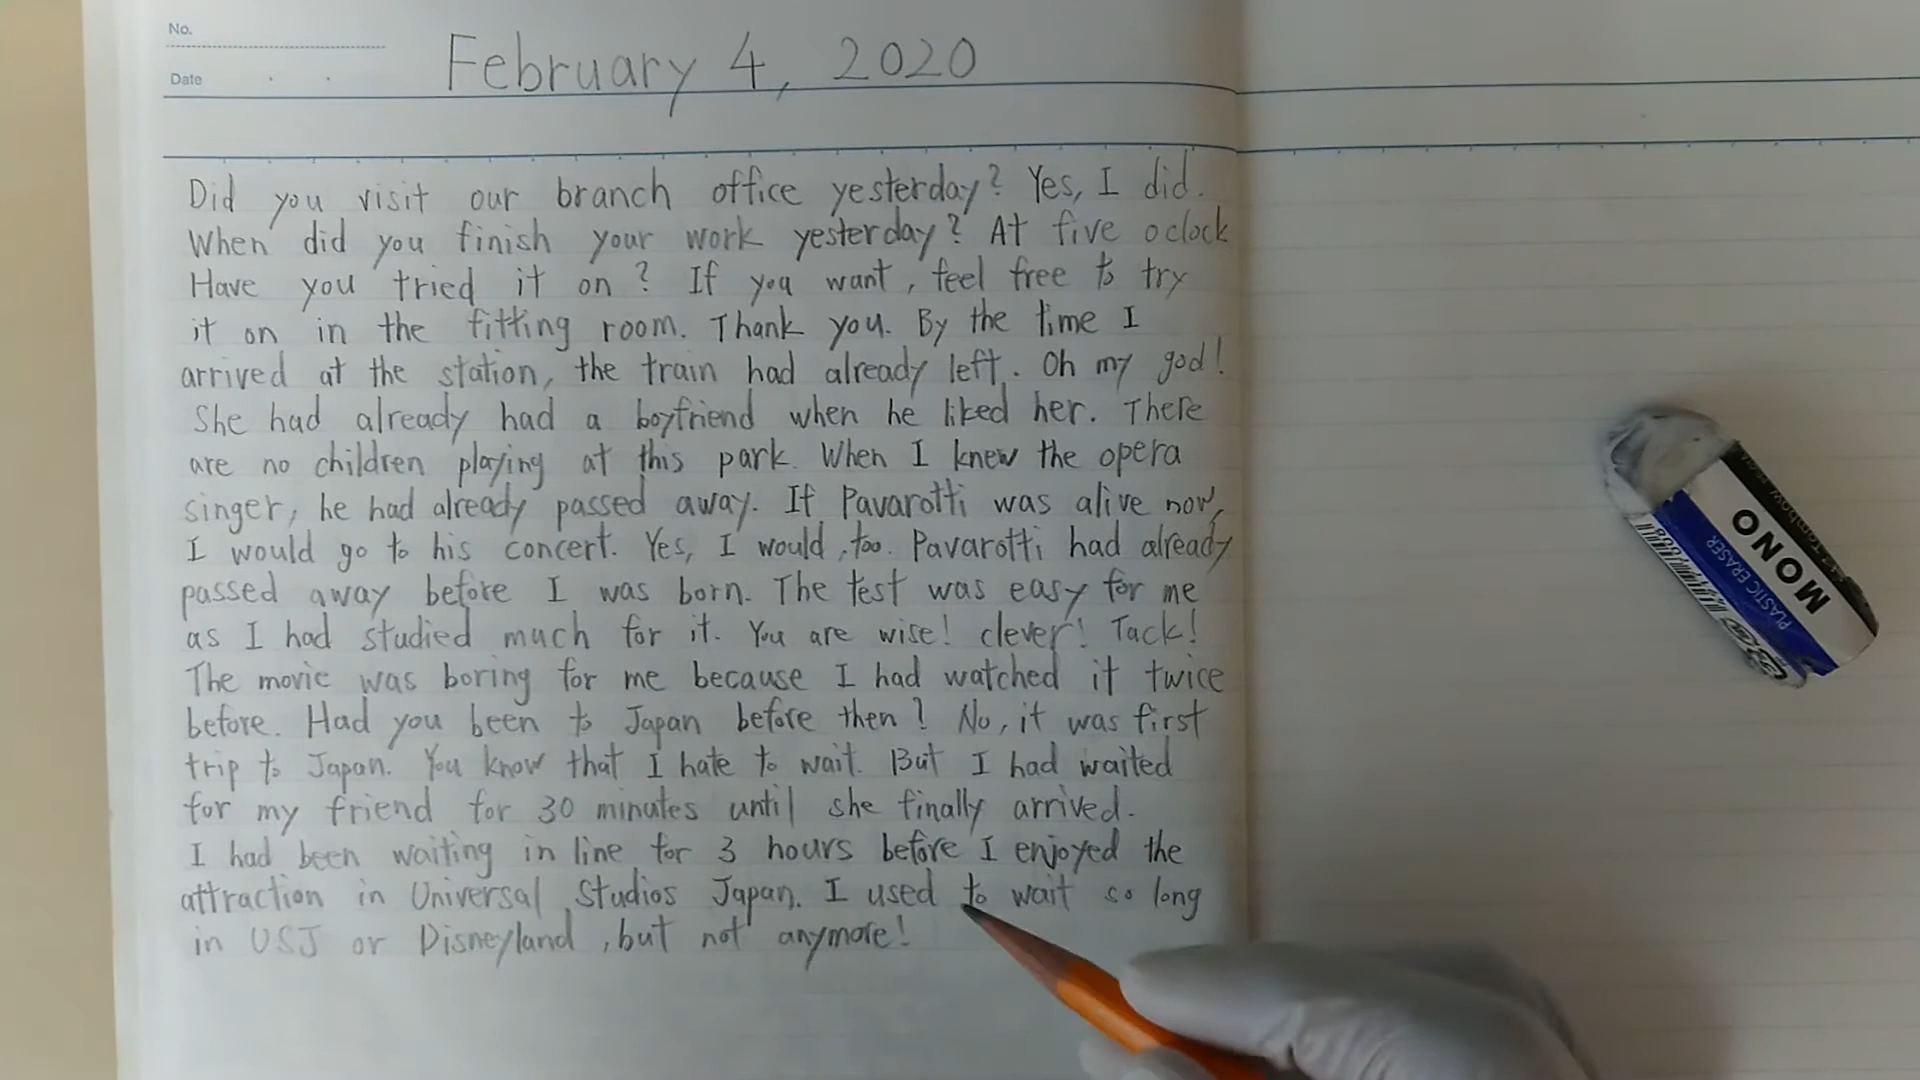 No.
Date
February 4, 2020
Did you visit our branch office yesterday? Yes, I did.
When did you finish your work yesterday? At five oclock
Have you tried it on? If you want, feel free to try
it on in the fitting room. Thank you. By the time I
arrived at the station, the train had already left. Oh my god!
She had already had a boyfriend when he liked her. There
are no children playing at this park. When I knew the opera
singer, he had already passed away. If Pavarotti was alive now,
I would go to his concert. Yes, I would, too. Pavarotti had already
passed away before I was born. The test was easy for me
as I had studied much for it. You are wise! clever! Tack!
The movie was boring for me because I had watched it twice
before. Had you been to Japan before then? No, it was first
trip to Japan. You know that I hate to wait. But I had waited
for my friend for 30 minutes until she finally arrived.
I had been waiting in line for 3 hours before I enjoyed the
attraction in Universal Studios Japan. I used to wait so long
in USJ or Disneyland, but not anymore!
MONO
PLASTIC ERASER
Tombow